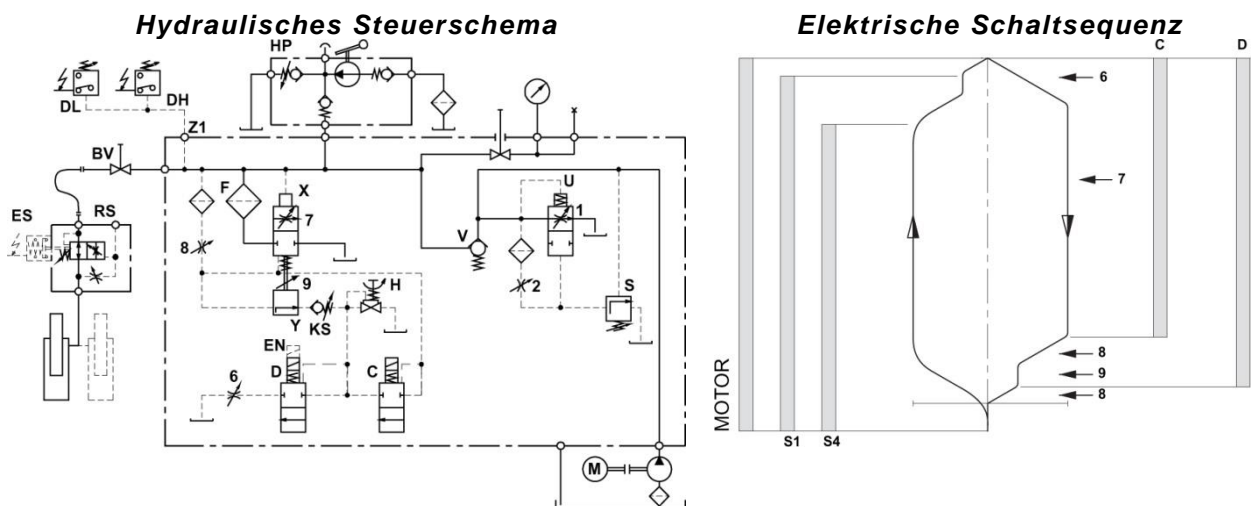 Hydraulisches Steuerschema
Elektrische Schaltsequenz
HP
C
D
DL
DH
6
Z1
BV
F
X
U
7
7
1
ES
RS
8
V
9
H
2
S
Y
KS
EN
D
C
6
8
9
8
MOTOR
S1
S4
M